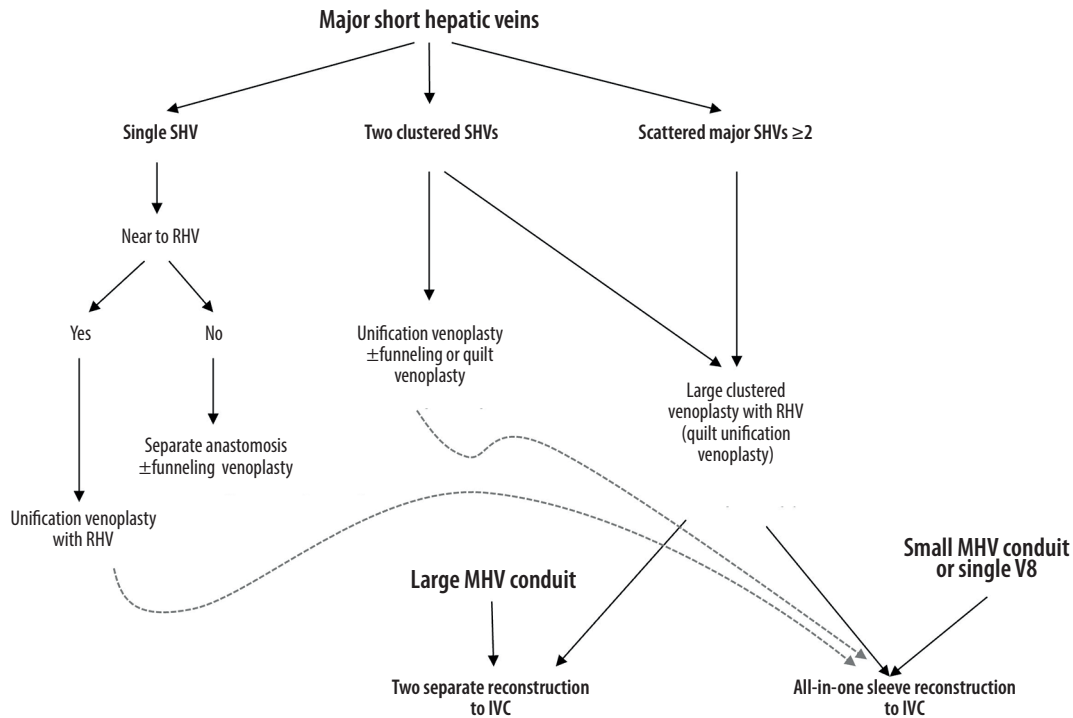 Major short hepatic veins
Single SHV
Two clustered SHVs
Scattered major SHVs ≥2
Near to RHV
Yes
No
Unification venoplasty
±funneling or quilt
venoplasty
Large clustered
venoplasty with RHV
(quilt unification
venoplasty)
Separate anastomosis
±funneling venoplasty
Unification venoplasty
with RHV
Large MHV conduit
Small MHV conduit
or single V8
Two separate reconstruction
to IVC
All-in-one sleeve reconstruction
to IVC